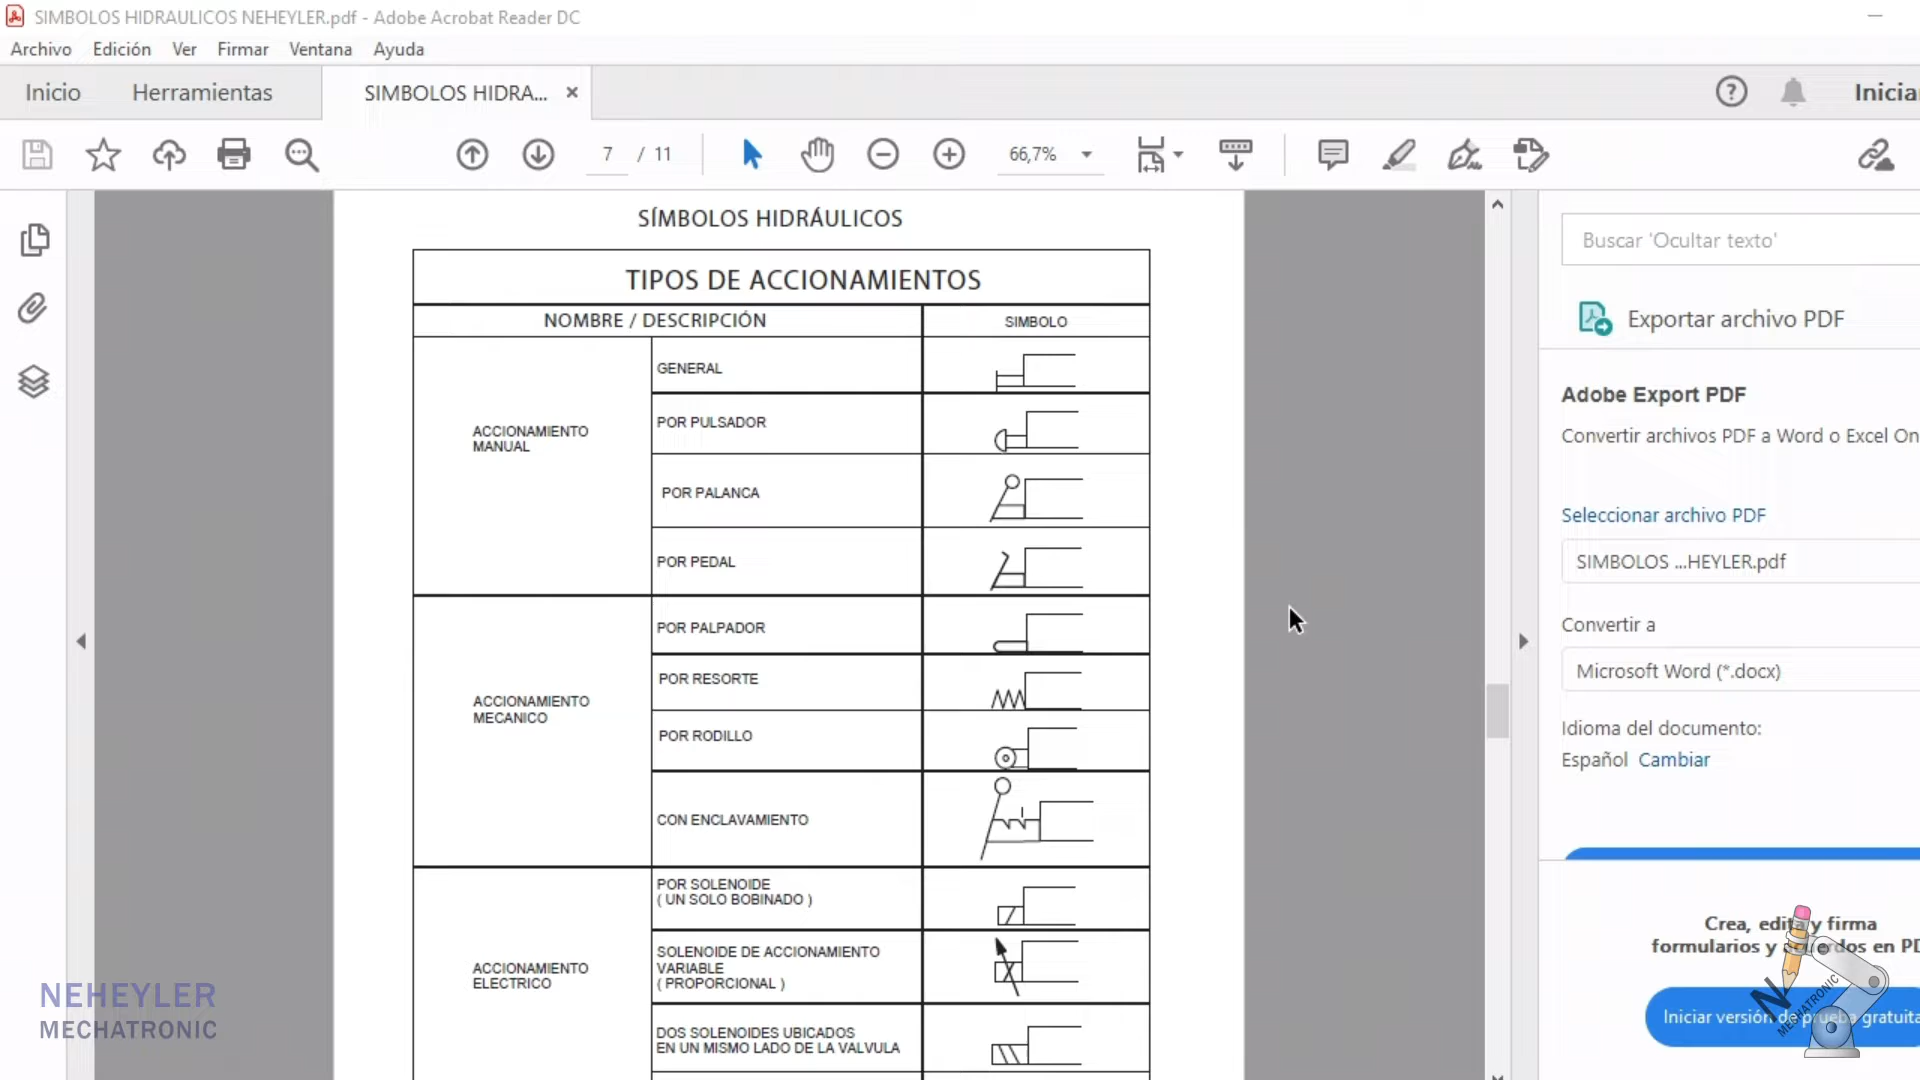 SIMBOLOS HIDRAULICOS NEHEYLER.pdf - Adobe Acrobat Reader DC
Archivo Edición Ver Firmar Ventana Ayuda
Inicio Herramientas SIMBOLOS HIDRA... Inicia
7 / 11 66,7%
SÍMBOLOS HIDRÁULICOS
TIPOS DE ACCIONAMIENTOS
NOMBRE / DESCRIPCIÓN SIMBOLO
ACCIONAMIENTO
MANUAL
GENERAL
POR PULSADOR
POR PALANCA
POR PEDAL
ACCIONAMIENTO
MECANICO
POR PALPADOR
POR RESORTE
POR RODILLO
CON ENCLAVAMIENTO
ACCIONAMIENTO
ELECTRICO
POR SOLENOIDE
( UN SOLO BOBINADO )
SOLENOIDE DE ACCIONAMIENTO
VARIABLE
( PROPORCIONAL )
DOS SOLENOIDES UBICADOS
EN UN MISMO LADO DE LA VALVULA
Buscar 'Ocultar texto'
Exportar archivo PDF
Adobe Export PDF
Convertir archivos PDF a Word o Excel On
Seleccionar archivo PDF
SIMBOLOS ...HEYLER.pdf
Convertir a
Microsoft Word (*.docx)
Idioma del documento:
Español Cambiar
Crea, edita y firma
formularios y acuerdos en PD
Iniciar versión de prueba gratuita
NEHEYLER
MECHATRONIC
N
MECHATRONIC